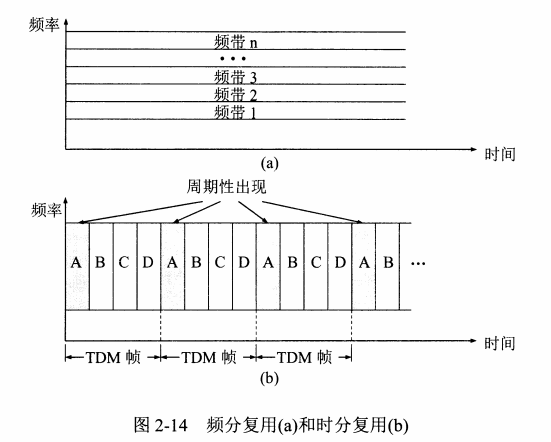 频率
频带 n
•••
频带 3
频带 2
频带 1
时间
(a)
周期性出现
频率
A B C D A B C D A B C D A B …
时间
TDM 帧 TDM 帧 TDM 帧
(b)
图 2-14 频分复用(a)和时分复用(b)